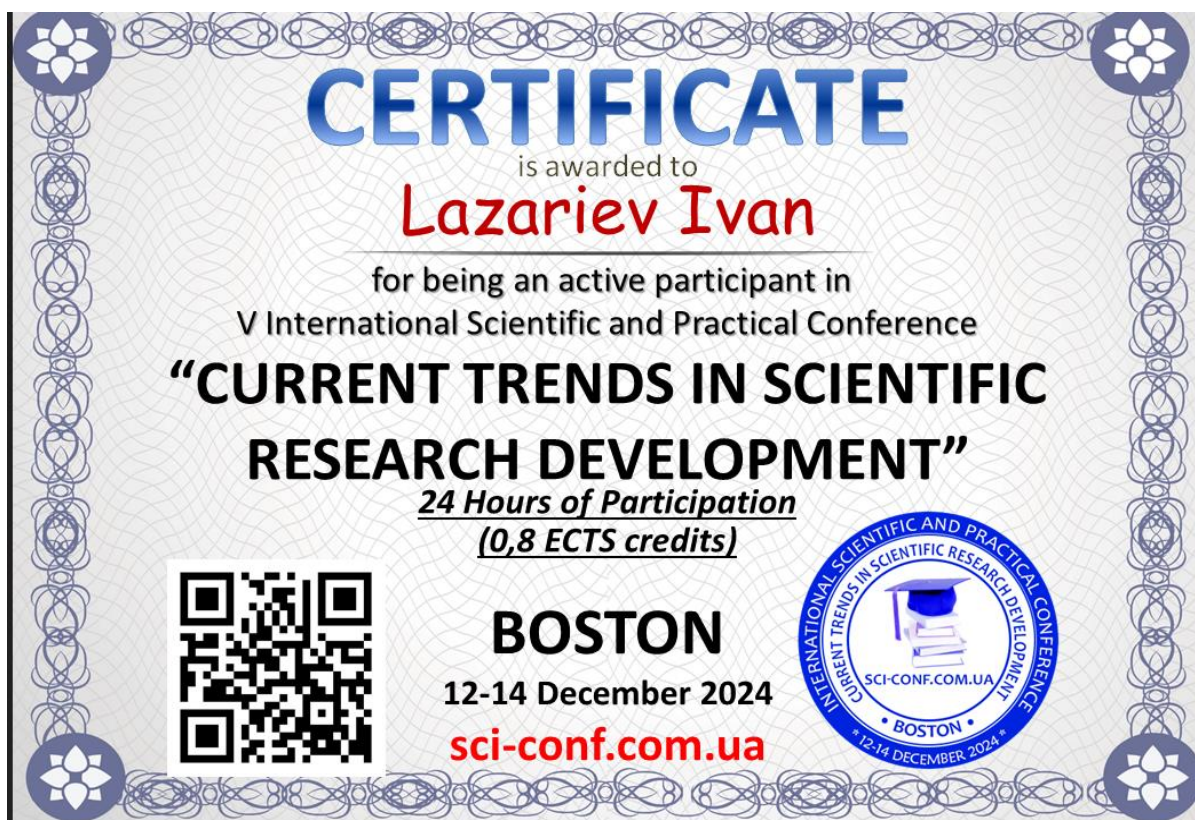 CERTIFICATE
is awarded to
Lazariev Ivan
for being an active participant in
V International Scientific and Practical Conference
“CURRENT TRENDS IN SCIENTIFIC
RESEARCH DEVELOPMENT”
24 Hours of Participation
(0,8 ECTS credits)
BOSTON
12-14 December 2024
sci-conf.com.ua
INTERNATIONAL SCIENTIFIC AND PRACTICAL CONFERENCE
CURRENT TRENDS IN SCIENTIFIC RESEARCH DEVELOPMENT
SCI-CONF.COM.UA
• BOSTON •
* 12-14 DECEMBER 2024 *